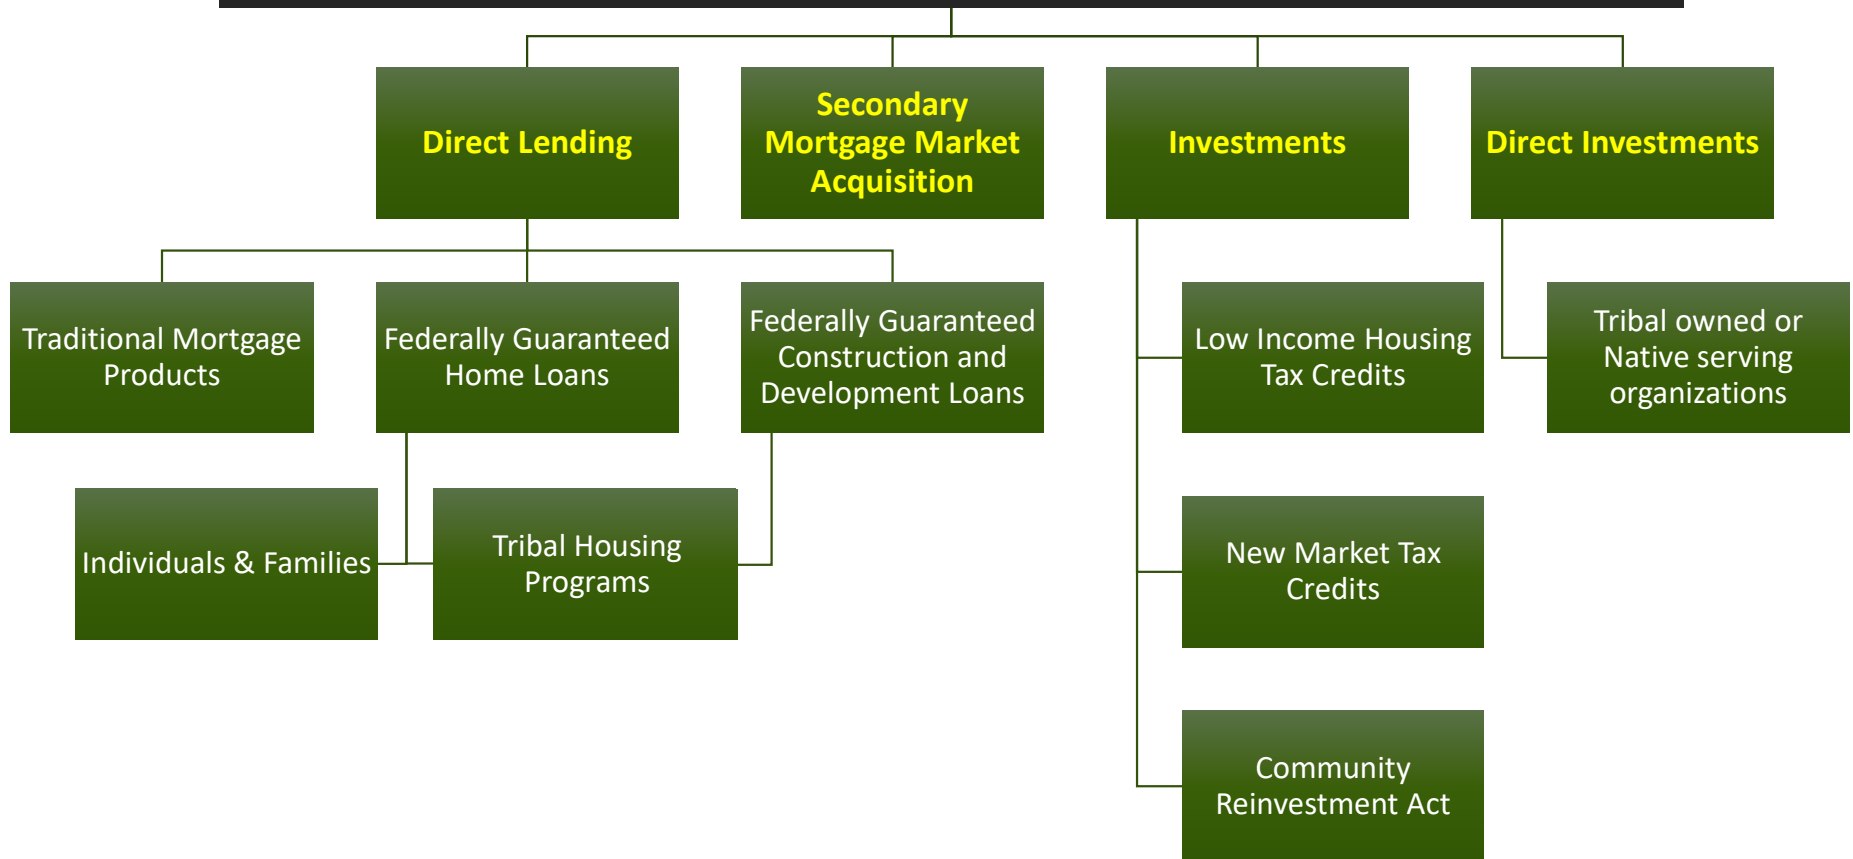 Direct Lending
Secondary
Mortgage Market
Acquisition
Investments
Direct Investments
Traditional Mortgage
Products
Federally Guaranteed
Home Loans
Federally Guaranteed
Construction and
Development Loans
Low Income Housing
Tax Credits
Tribal owned or
Native serving
organizations
Individuals & Families
Tribal Housing
Programs
New Market Tax
Credits
Community
Reinvestment Act